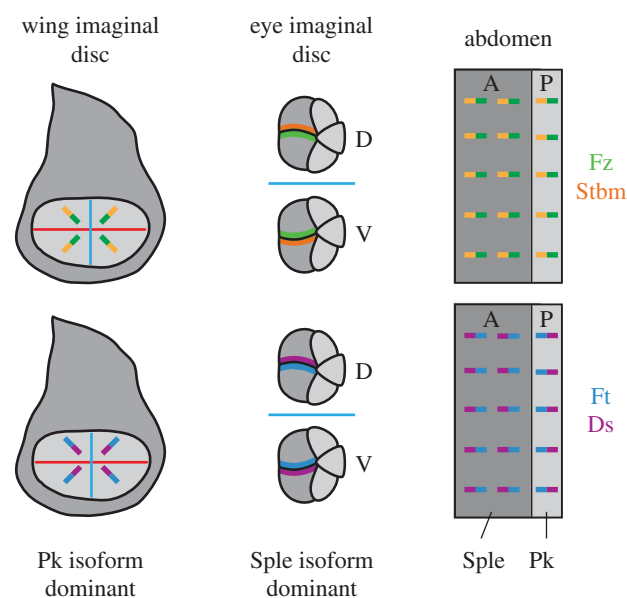 wing imaginal
disc
eye imaginal
disc
abdomen
A P
D
V
Fz
Stbm
A P
D
V
Ft
Ds
Sple Pk
Pk isoform
dominant
Sple isoform
dominant